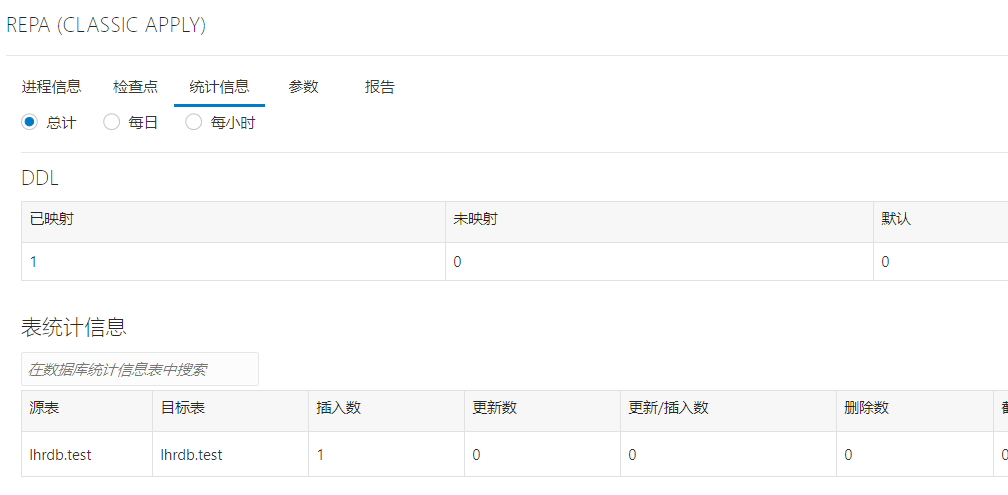 REPA (CLASSIC APPLY)
进程信息 检查点 统计信息 参数 报告
总计 每日 每小时
DDL
已映射 未映射 默认
1 0 0
表统计信息
在数据库统计信息表中搜索
源表 目标表 插入数 更新数 更新/插入数 删除数
lhrdb.test lhrdb.test 1 0 0 0 0